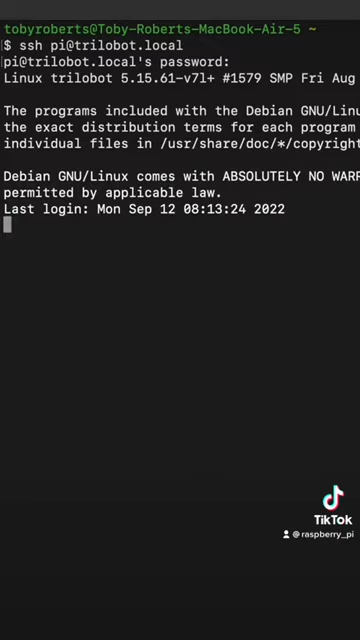 tobyroberts@Toby-Roberts-MacBook-Air-5 ~
$ ssh pi@trilobot.local
pi@trilobot.local's password:
Linux trilobot 5.15.61-v7l+ #1579 SMP Fri Aug
The programs included with the Debian GNU/Linu
the exact distribution terms for each program
individual files in /usr/share/doc/*/copyright
Debian GNU/Linux comes with ABSOLUTELY NO WARR
permitted by applicable law.
Last login: Mon Sep 12 08:13:24 2022
TikTok
@raspberry_pi